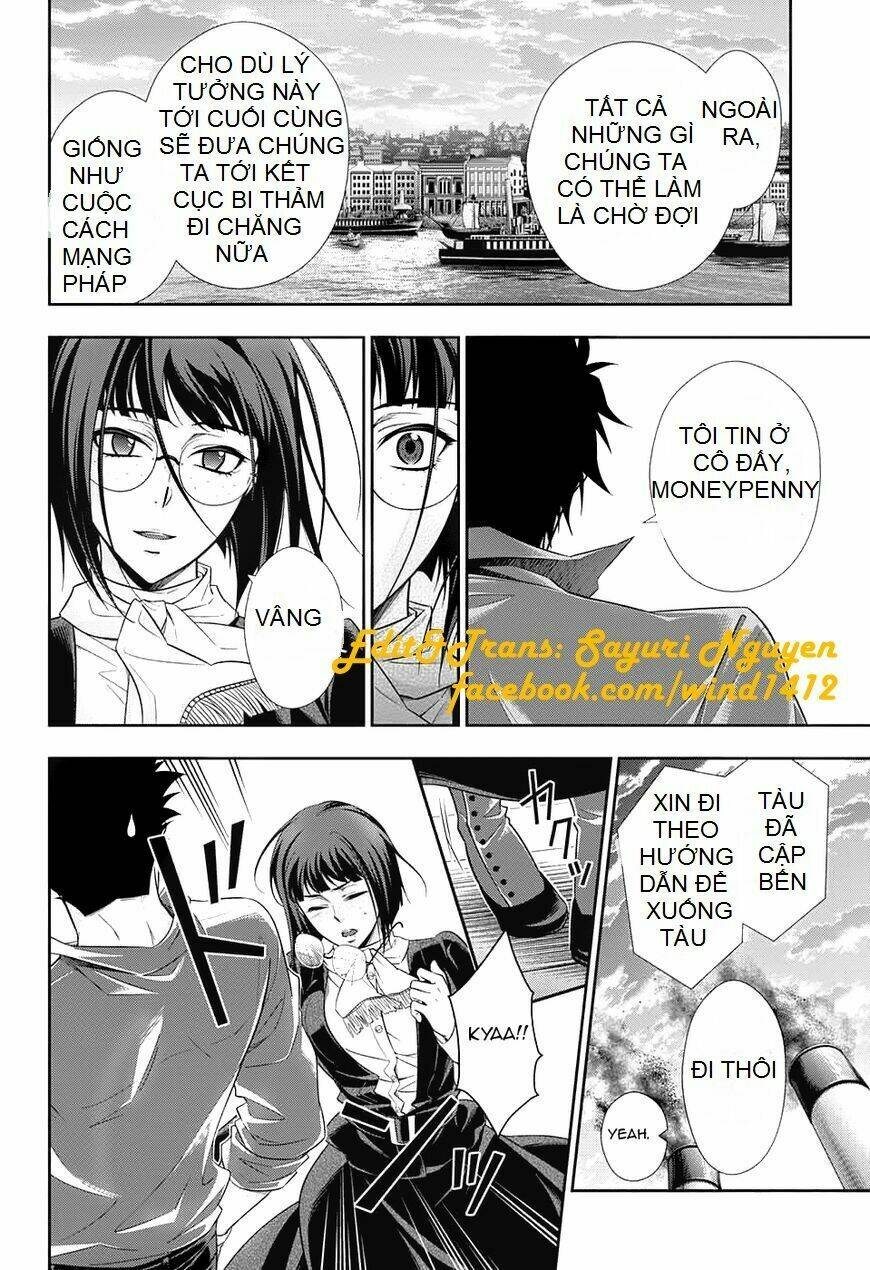 NGOÀI
RA,
TẤT CẢ
NHỮNG GÌ
CHÚNG TA
CÓ THỂ LÀM
LÀ CHỜ ĐỢI
CHO DÙ LÝ
TƯỞNG NÀY
TỚI CUỐI CÙNG
SẼ ĐƯA CHÚNG
TA TỚI KẾT
CỤC BI THẢM
ĐI CHĂNG
NỮA
GIỐNG
NHƯ
CUỘC
CÁCH
MẠNG
PHÁP
TÔI TIN Ở
CÔ ĐẤY,
MONEYPENNY
VÂNG
Edit&Trans: Sayuri Nguyen
facebook.com/wind1412
TÀU
ĐÃ
CẬP
BẾN
XIN ĐI
THEO
HƯỚNG
DẪN ĐỂ
XUỐNG
TÀU
ĐI THÔI
YEAH.
KYAA!!
ドドド